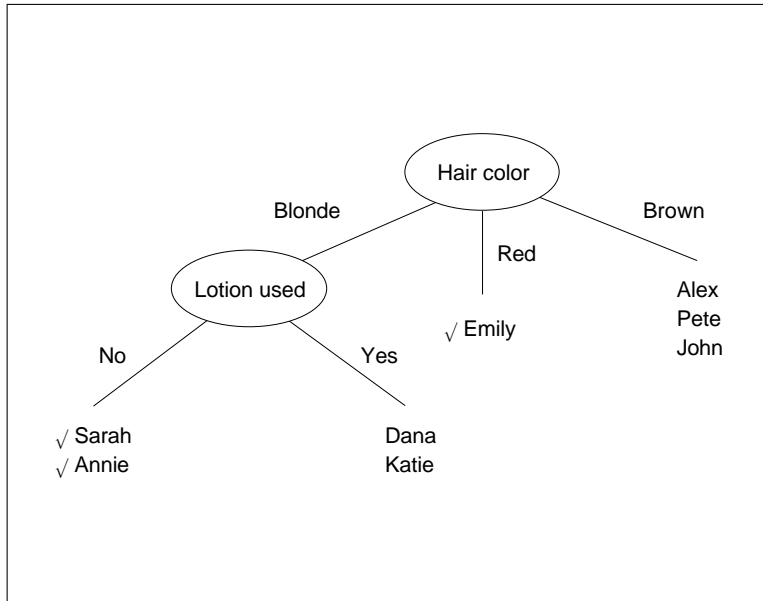 Hair color
Blonde
Brown
Red
Lotion used
Alex
Pete
John
√ Emily
No
Yes
√ Sarah
√ Annie
Dana
Katie